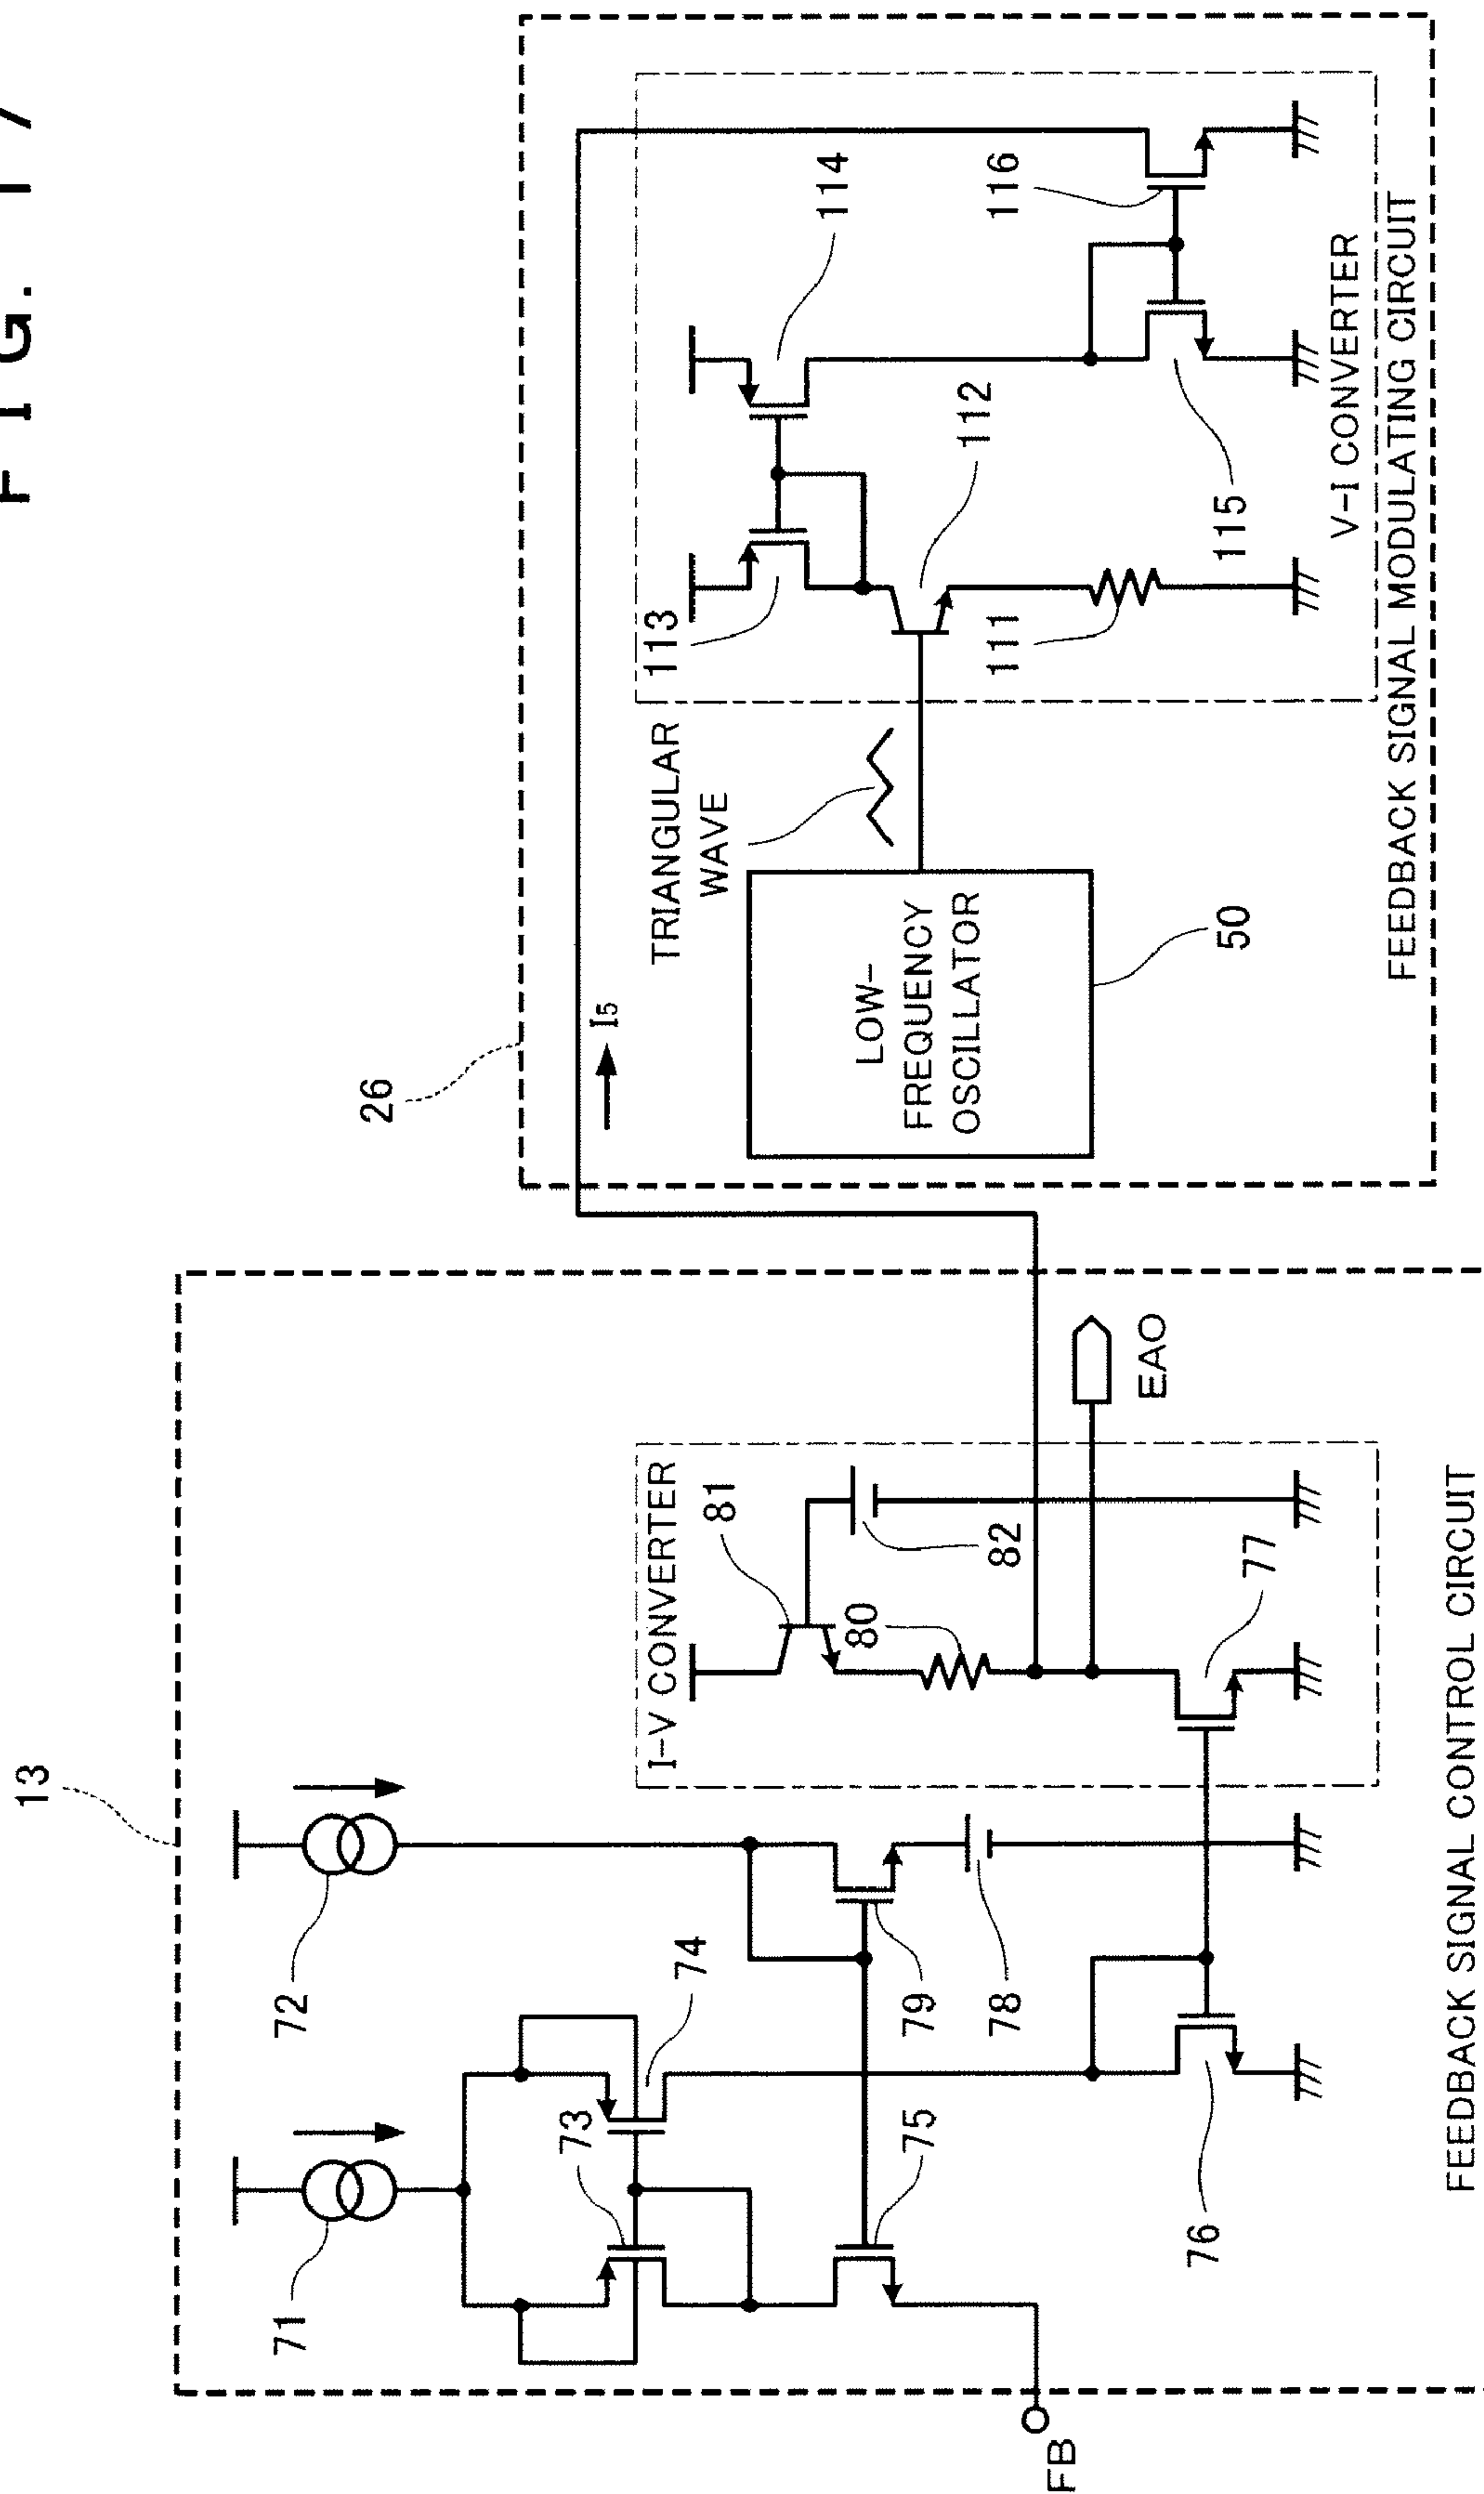 FIG. 17
13
71
72
73
74
75
79
78
76
I-V CONVERTER
81
80
82
77
EAO
FB
FEEDBACK SIGNAL CONTROL CIRCUIT
26
I5
TRIANGULAR
WAVE
LOW-
FREQUENCY
OSCILLATOR
50
113
114
112
111
116
115
V-I CONVERTER
FEEDBACK SIGNAL MODULATING CIRCUIT